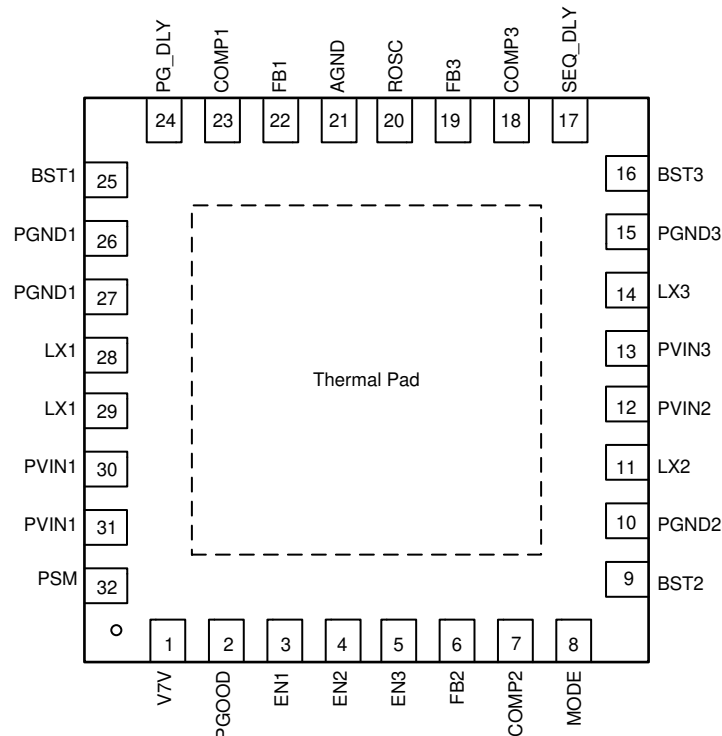 PG_DLY
COMP1
FB1
AGND
ROSC
FB3
COMP3
SEQ_DLY
24
23
22
21
20
19
18
17
BST1 25
PGND1 26
PGND1 27
LX1 28
LX1 29
PVIN1 30
PVIN1 31
PSM 32
Thermal Pad
16 BST3
15 PGND3
14 LX3
13 PVIN3
12 PVIN2
11 LX2
10 PGND2
9 BST2
1
2
3
4
5
6
7
8
V7V
PGOOD
EN1
EN2
EN3
FB2
COMP2
MODE